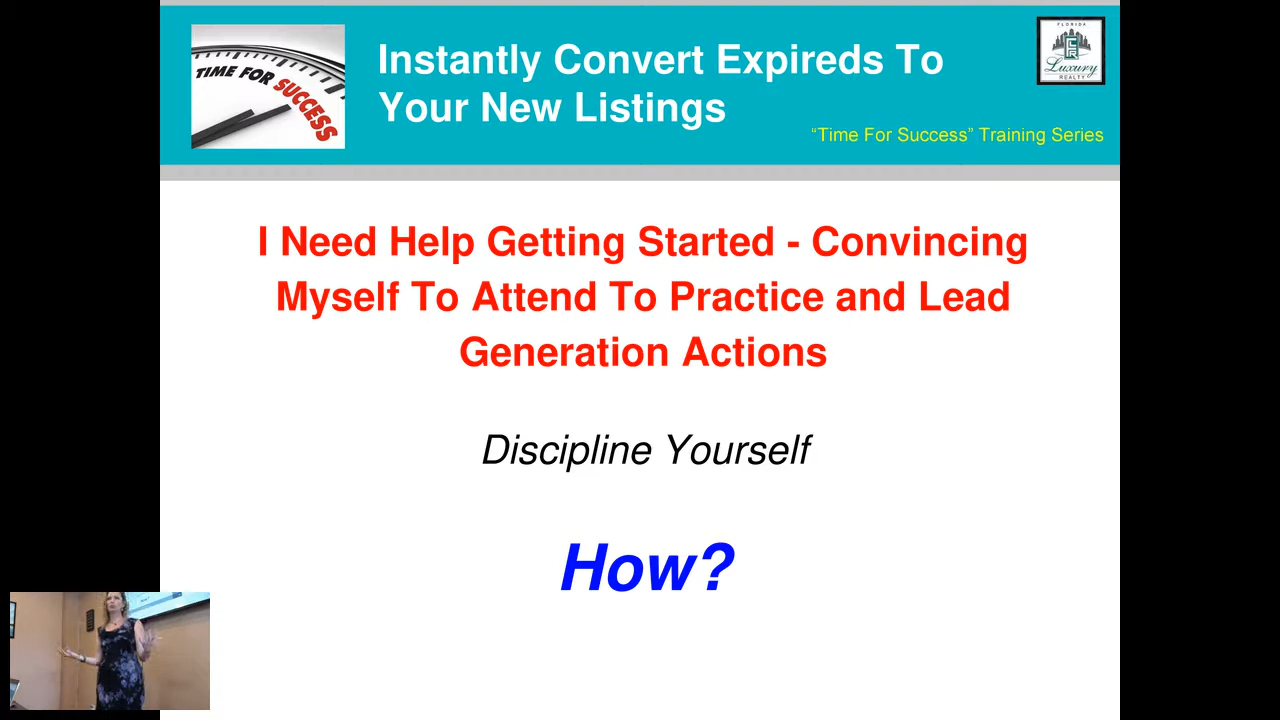 TIME FOR SUCCESS
Instantly Convert Expireds To
Your New Listings
FLORIDA
Luxury
REALTY
“Time For Success” Training Series
I Need Help Getting Started - Convincing
Myself To Attend To Practice and Lead
Generation Actions
Discipline Yourself
How?